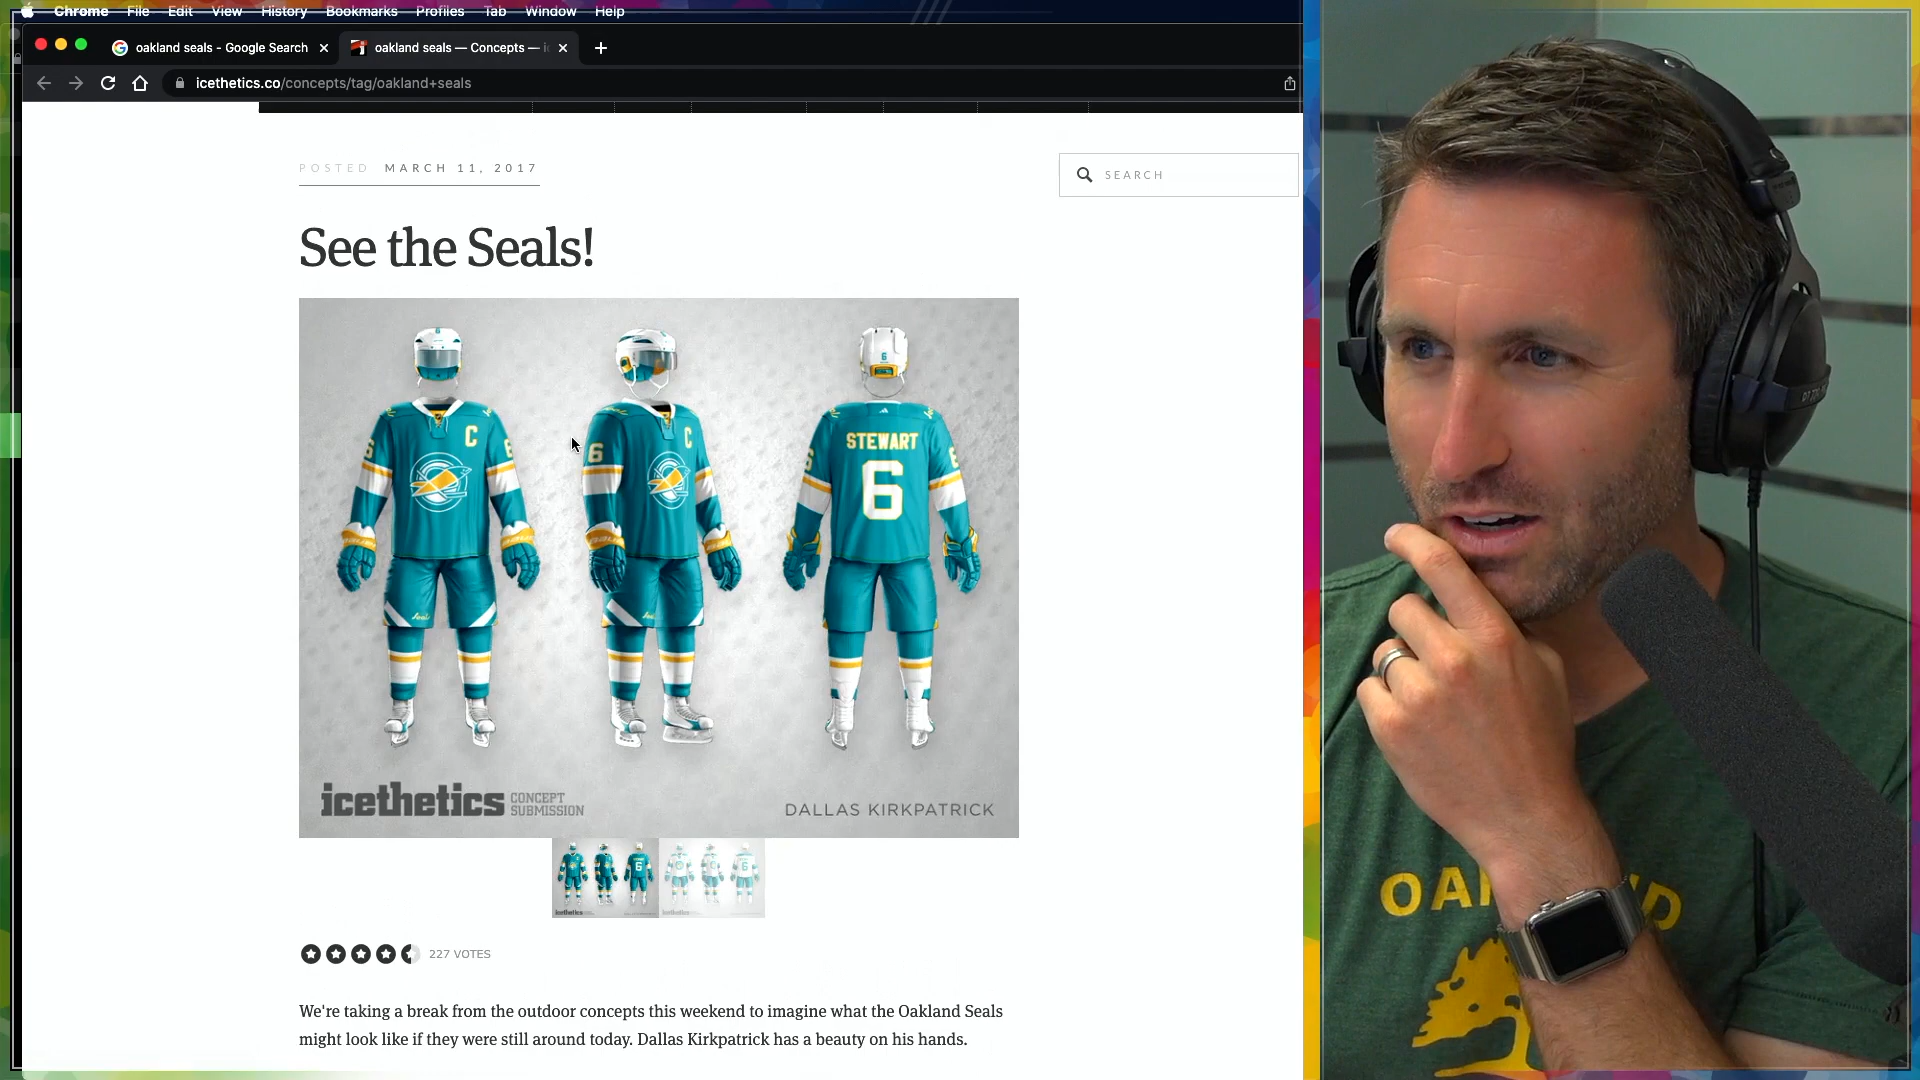 Chrome File Edit View History Bookmarks Profiles Tab Window Help
oakland seals - Google Search
oakland seals — Concepts —
icethetics.co/concepts/tag/oakland+seals
POSTED MARCH 11, 2017
SEARCH
See the Seals!
C
C
6
STEWART
6
6
icethetics CONCEPT SUBMISSION
DALLAS KIRKPATRICK
227 VOTES
We're taking a break from the outdoor concepts this weekend to imagine what the Oakland Seals
might look like if they were still around today. Dallas Kirkpatrick has a beauty on his hands.